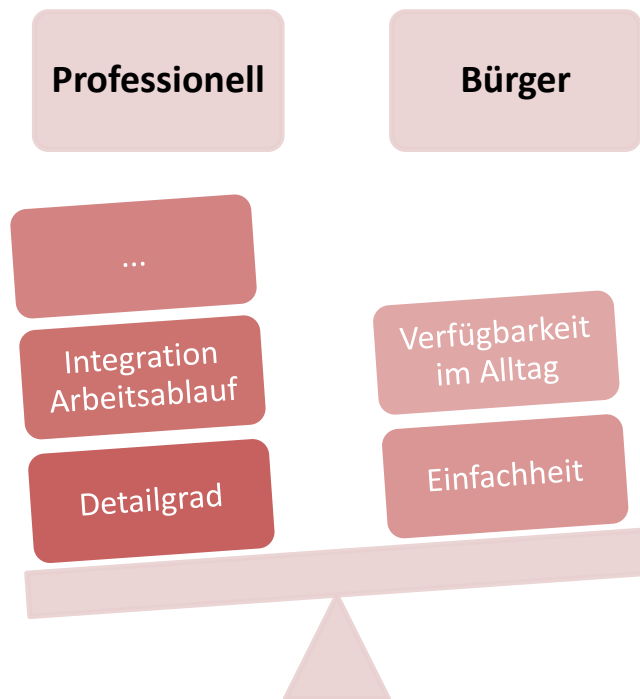 Professionell
Bürger
...
Integration
Arbeitsablauf
Detailgrad
Verfügbarkeit
im Alltag
Einfachheit